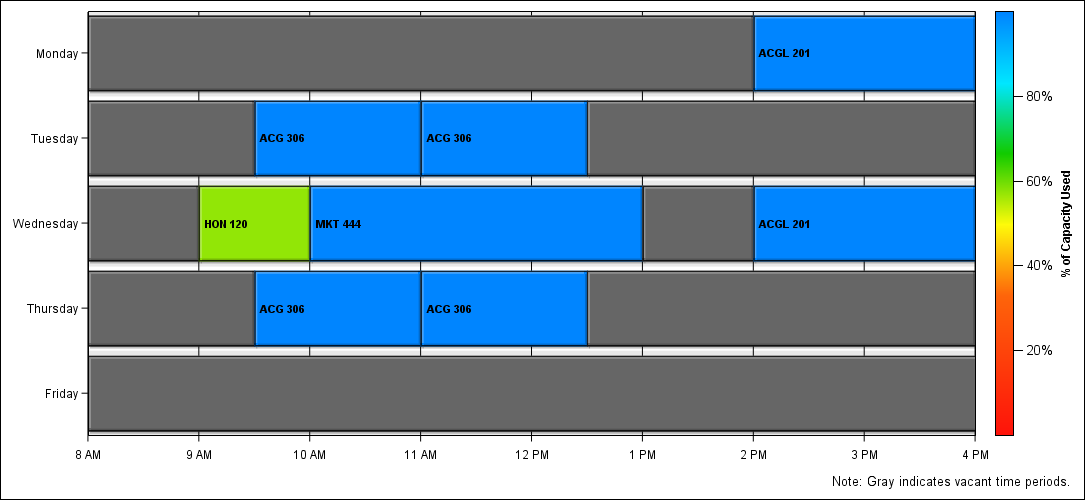 Monday
ACGL 201
Tuesday
ACG 306
ACG 306
Wednesday
HON 120
MKT 444
ACGL 201
Thursday
ACG 306
ACG 306
Friday
8 AM
9 AM
10 AM
11 AM
12 PM
1 PM
2 PM
3 PM
4 PM
80%
60%
40%
20%
% of Capacity Used
Note: Gray indicates vacant time periods.